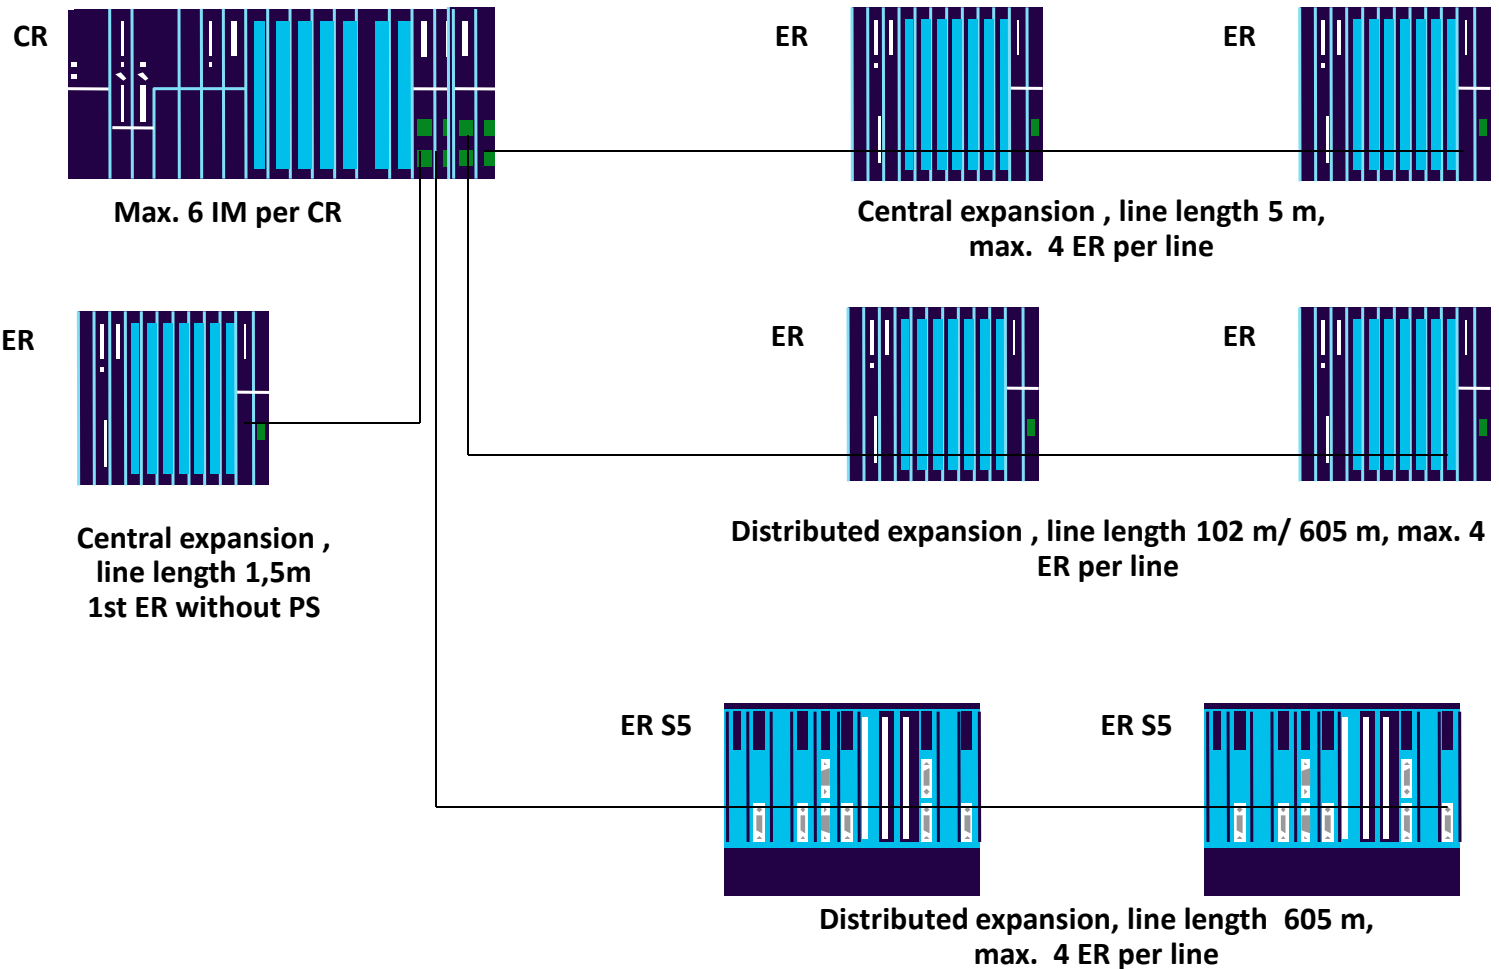 CR
ER
ER
Max. 6 IM per CR
Central expansion , line length 5 m,
max.  4 ER per line
ER
ER
ER
Central expansion ,
line length 1,5m
1st ER without PS
Distributed expansion , line length 102 m/ 605 m, max. 4
ER per line
ER S5
ER S5
Distributed expansion, line length  605 m,
max.  4 ER per line